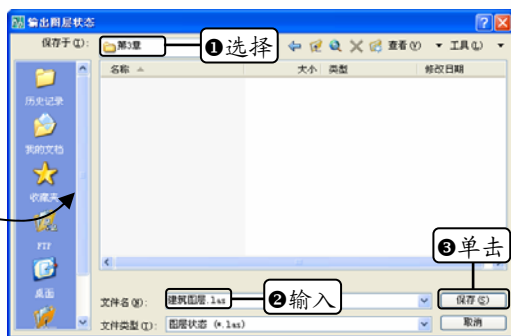 输出图层状态
保存于(I):
第3章
❶选择
查看(V)
工具(L)
名称
大小
类型
修改日期
历史记录
我的文档
收藏夹
FTP
桌面
❸单击
文件名(N):
建筑图层.las
❷输入
保存(S)
文件类型(T):
图层状态 (*.las)
取消